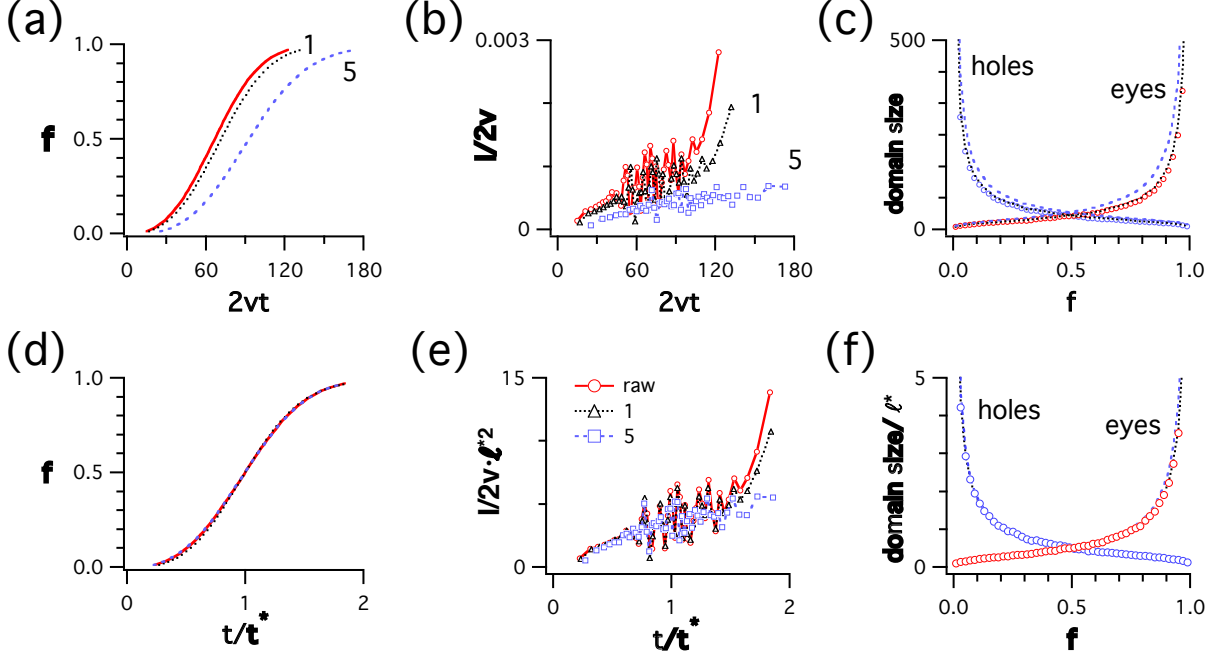 (a)
1.0
0.5
0.0
f
1
5
0
60
120
180
2vt
(b)
0.003
0
I/2v
1
5
0
60
120
180
2vt
(c)
500
0
domain size
holes
eyes
0.0
0.5
1.0
f
(d)
1.0
0.5
0.0
f
0
1
2
t/t*
(e)
15
0
I/2v·ℓ*2
raw
1
5
0
1
2
t/t*
(f)
5
0
domain size/ ℓ*
holes
eyes
0.0
0.5
1.0
f